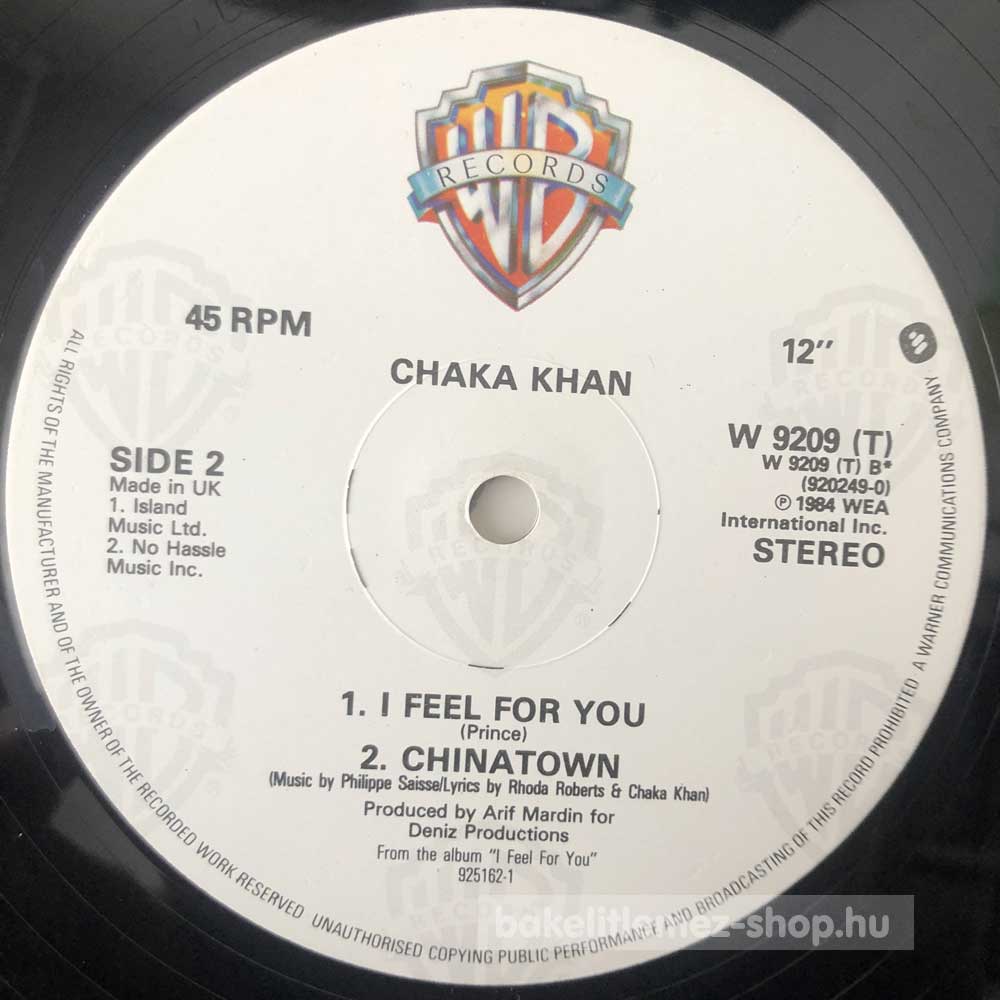 WB
RECORDS
45 RPM
12"
CHAKA KHAN
SIDE 2
Made in UK
1. Island
Music Ltd.
2. No Hassle
Music Inc.
W 9209 (T)
W 9209 (T) B*
(920249-0)
℗ 1984 WEA
International Inc.
STEREO
1. I FEEL FOR YOU
(Prince)
2. CHINATOWN
(Music by Philippe Saisse/Lyrics by Rhoda Roberts & Chaka Khan)
Produced by Arif Mardin for
Deniz Productions
From the album "I Feel For You"
925162-1
ALL RIGHTS OF THE MANUFACTURER AND OF THE OWNER OF THE RECORDED WORK RESERVED UNAUTHORISED COPYING PUBLIC PERFORMANCE AND BROADCASTING OF THIS RECORD PROHIBITED · A WARNER COMMUNICATIONS COMPANY
bakelitlemez-shop.hu